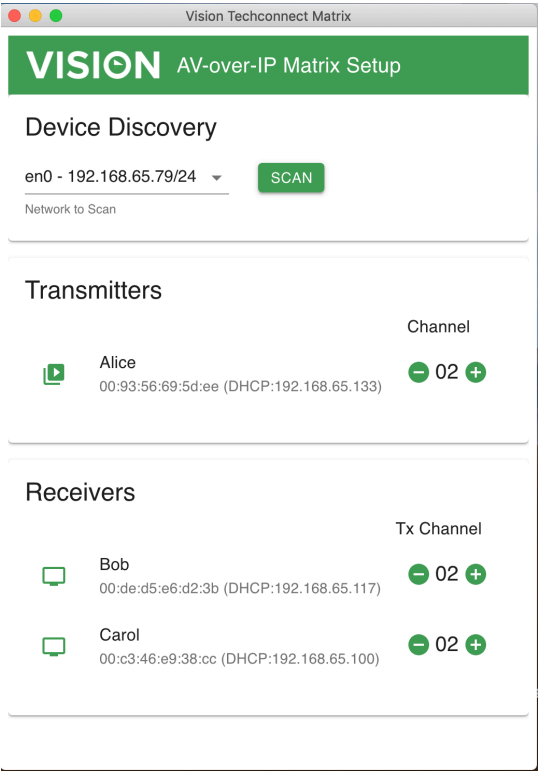 Vision Techconnect Matrix
VISION AV-over-IP Matrix Setup
Device Discovery
en0 - 192.168.65.79/24
SCAN
Network to Scan
Transmitters
Channel
Alice
02
00:93:56:69:5d:ee (DHCP:192.168.65.133)
Receivers
Tx Channel
Bob
02
00:de:d5:e6:d2:3b (DHCP:192.168.65.117)
Carol
02
00:c3:46:e9:38:cc (DHCP:192.168.65.100)